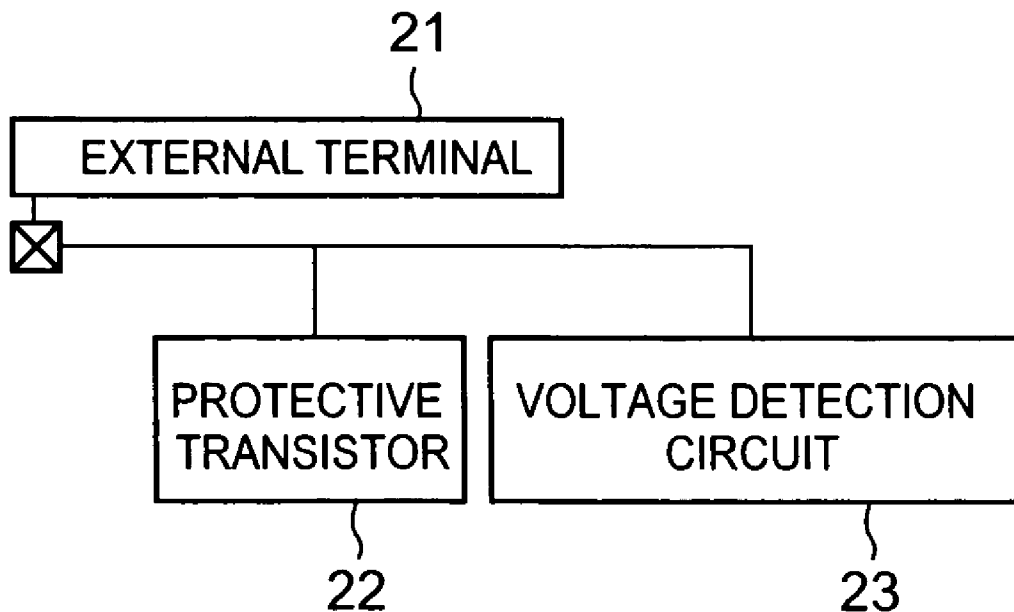 21
EXTERNAL TERMINAL
PROTECTIVE
TRANSISTOR
VOLTAGE DETECTION
CIRCUIT
22
23